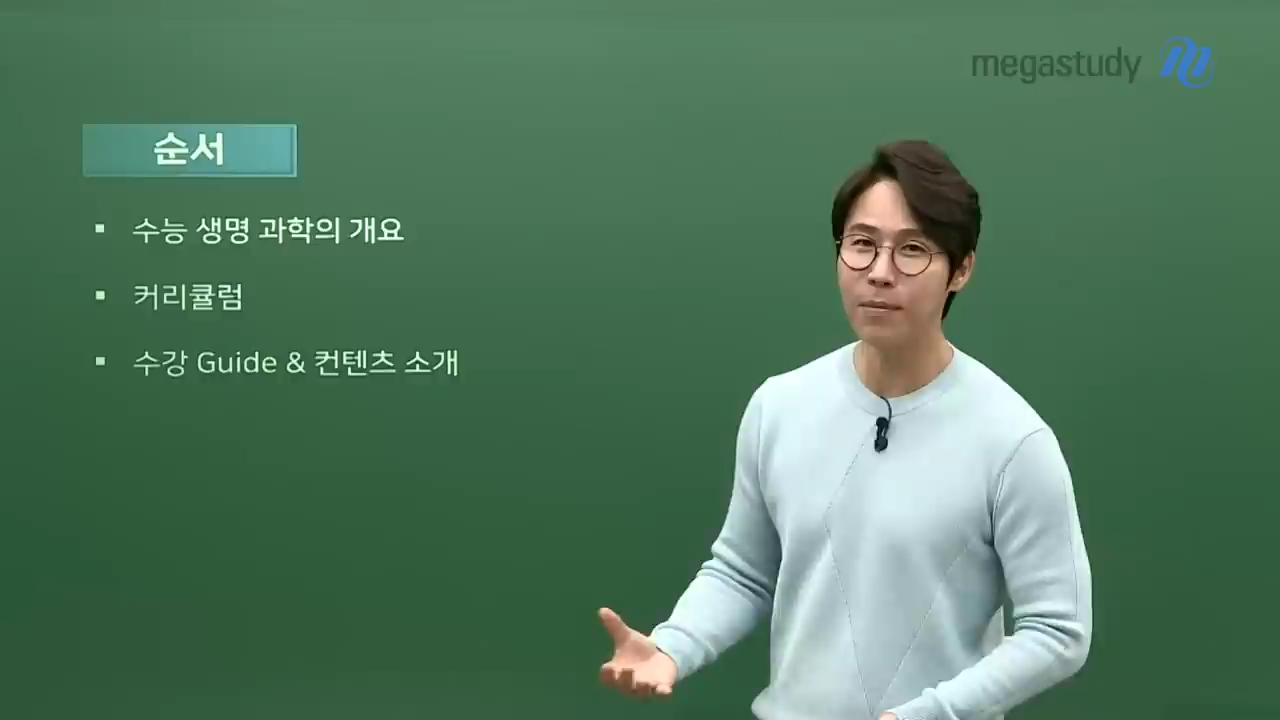 megastudy
순서
▪ 수능 생명 과학의 개요
▪ 커리큘럼
▪ 수강 Guide & 컨텐츠 소개